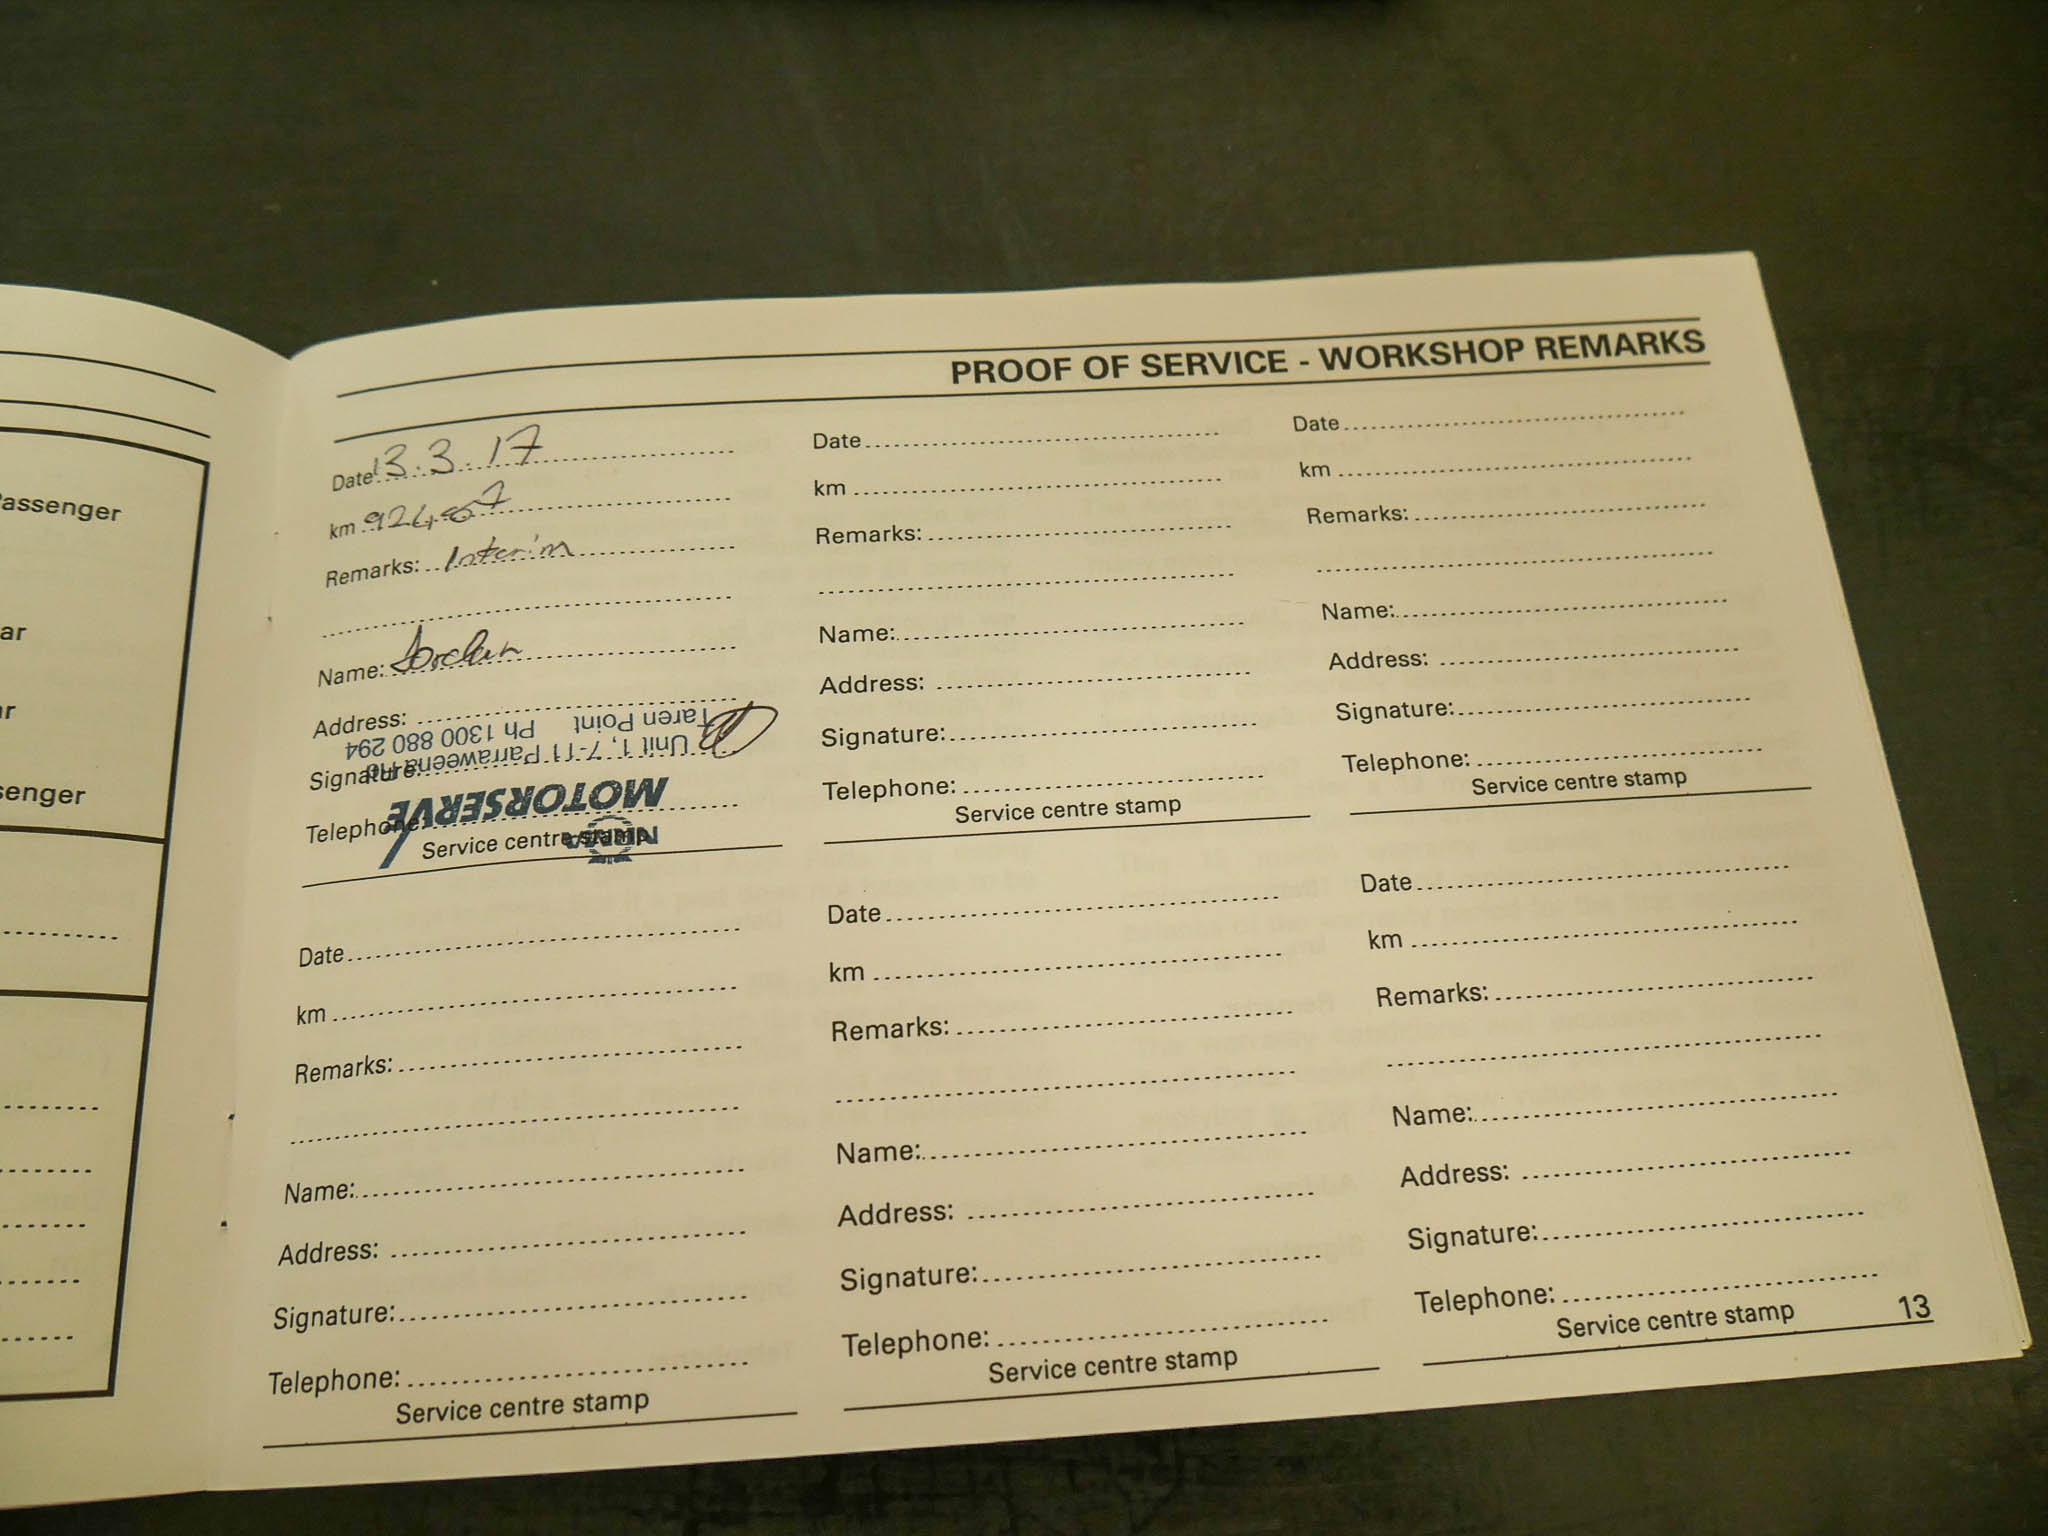 assenger
ar
ar
senger
PROOF OF SERVICE - WORKSHOP REMARKS
Date 13.3.17
km
Remarks: Interim
Name: Jordan
Address:
Signature:
Telephone:
Service centre stamp
NRMA
MOTORSERVE
Unit 1, 7-11 Parraweena Rd
Taren Point Ph 1300 880 294
Date
km
Remarks:
Name:
Address:
Signature:
Telephone:
Service centre stamp
Date
km
Remarks:
Name:
Address:
Signature:
Telephone:
Service centre stamp
Date
km
Remarks:
Name:
Address:
Signature:
Telephone:
Service centre stamp
Date
km
Remarks:
Name:
Address:
Signature:
Telephone:
Service centre stamp
Date
km
Remarks:
Name:
Address:
Signature:
Telephone:
Service centre stamp
13